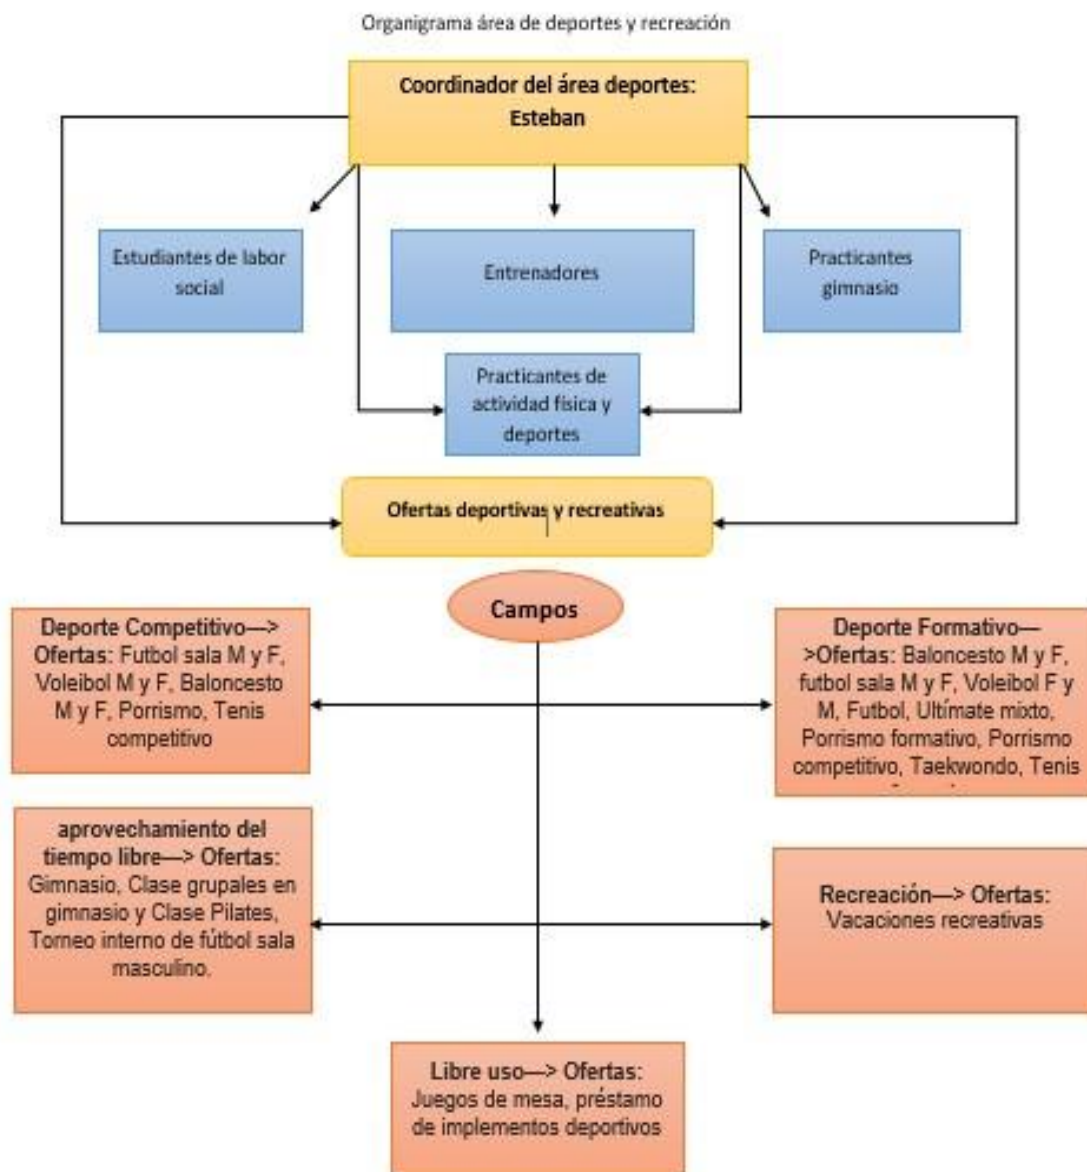 Organigrama área de deportes y recreación
Coordinador del área deportes:
Esteban
Estudiantes de labor
social
Entrenadores
Practicantes
gimnasio
Practicantes de
actividad física y
deportes
Ofertas deportivas y recreativas
Campos
Deporte Competitivo—>
Ofertas: Futbol sala M y F,
Voleibol M y F, Baloncesto
M y F, Porrismo, Tenis
competitivo
Deporte Formativo—
>Ofertas: Baloncesto M y F,
futbol sala M y F, Voleibol F y
M, Futbol, Ultímate mixto,
Porrismo formativo, Porrismo
competitivo, Taekwondo, Tenis
aprovechamiento del
tiempo libre—> Ofertas:
Gimnasio, Clase grupales en
gimnasio y Clase Pilates,
Torneo interno de fútbol sala
masculino.
Recreación—> Ofertas:
Vacaciones recreativas
Libre uso—> Ofertas:
Juegos de mesa, préstamo
de implementos deportivos